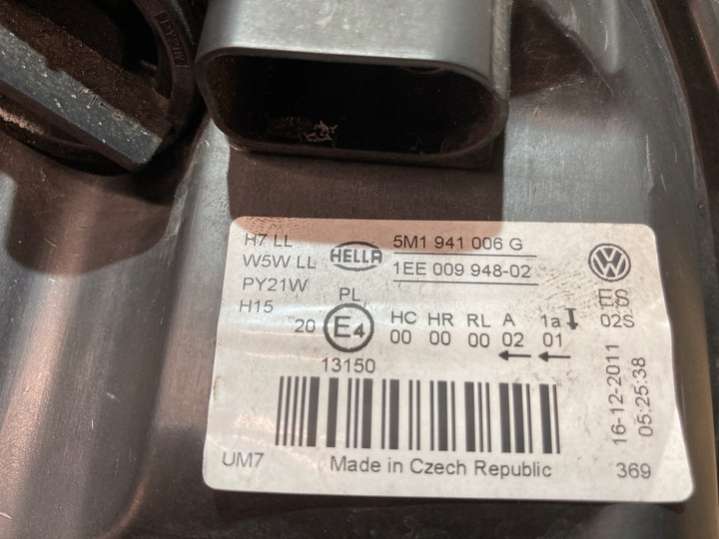 H7 LL
W5W LL
PY21W
H15
HELLA
5M1 941 006 G
1EE 009 948-02
PL
20 E4
13150
HC HR RL A 1a
00 00 00 02 01
ES
02S
16-12-2011
05:25:38
UM7
Made in Czech Republic
369